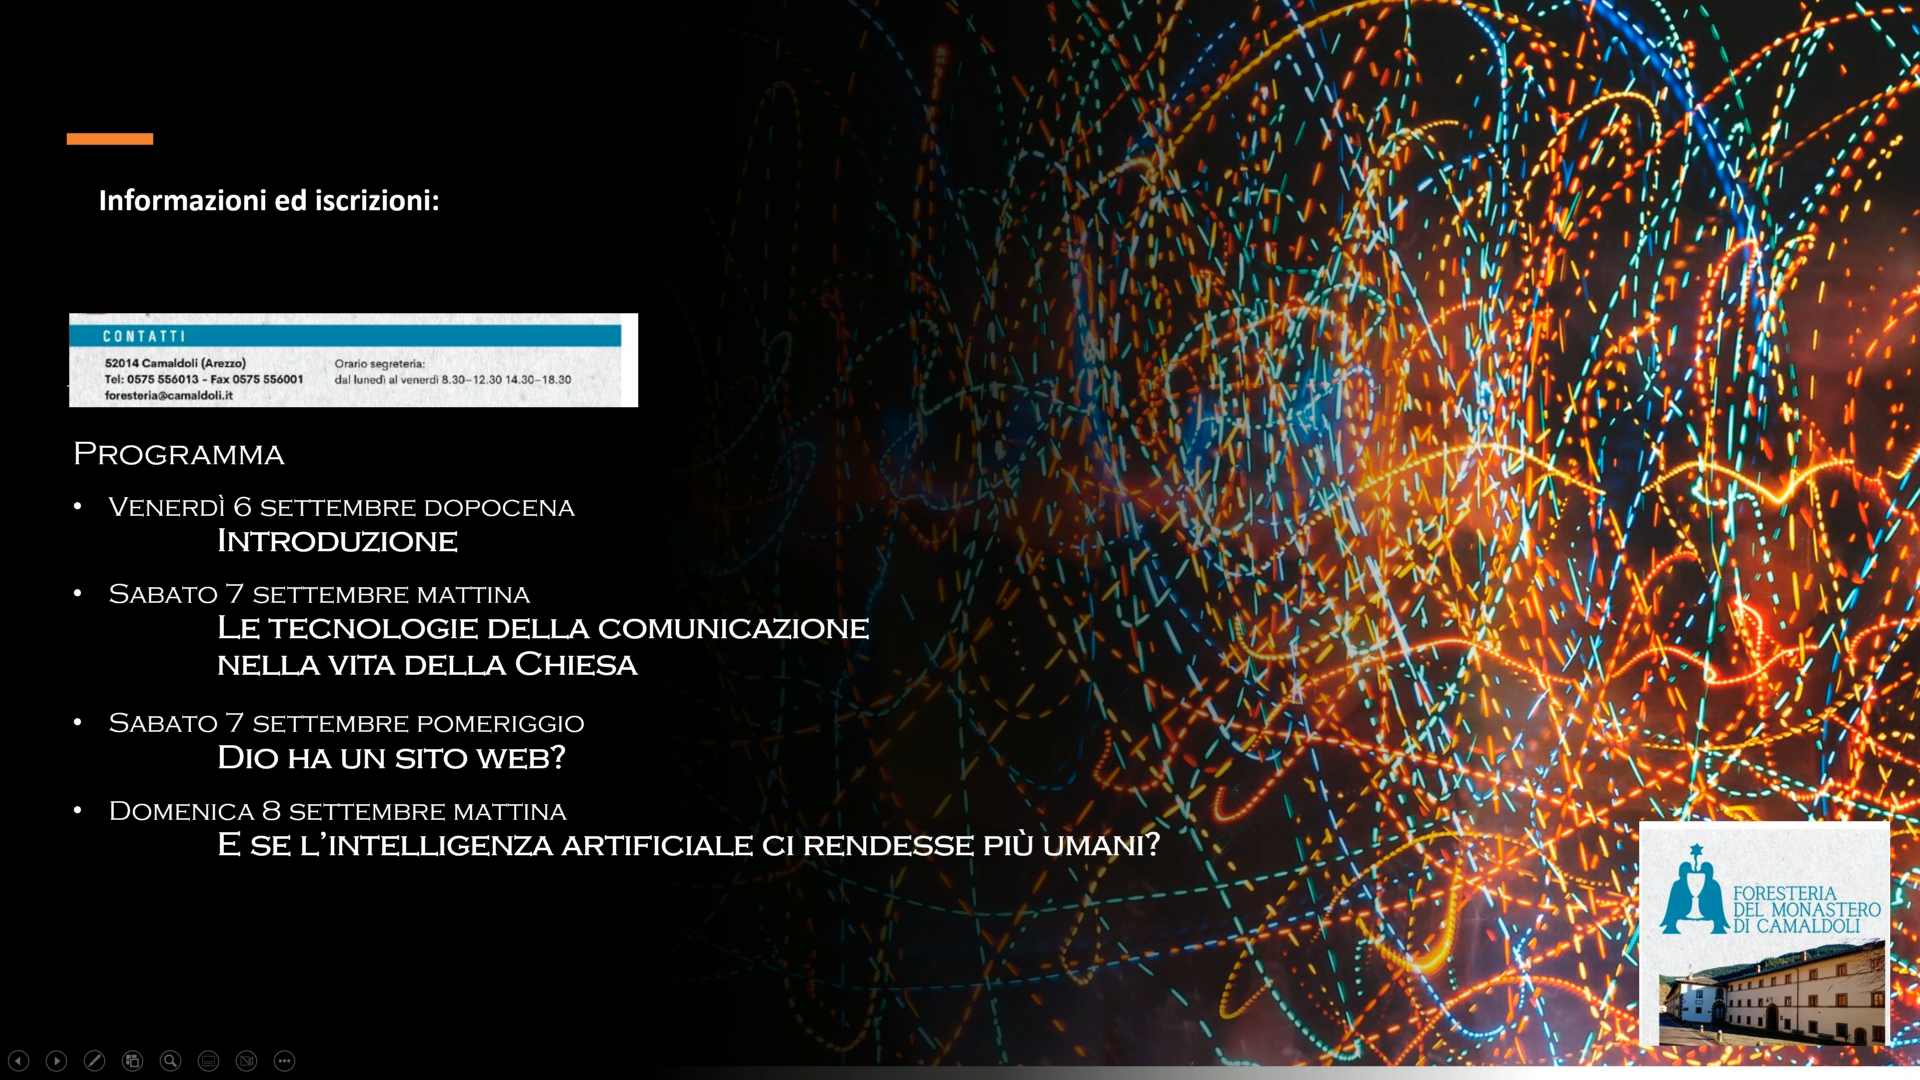 Informazioni ed iscrizioni:
CONTATTI
52014 Camaldoli (Arezzo)
Tel: 0575 556013 - Fax 0575 556001
foresteria@camaldoli.it
Orario segreteria:
dal lunedì al venerdì 8.30–12.30 14.30–18.30
Programma
• Venerdì 6 settembre dopocena
Introduzione
• Sabato 7 settembre mattina
Le tecnologie della comunicazione
nella vita della Chiesa
• Sabato 7 settembre pomeriggio
Dio ha un sito web?
• Domenica 8 settembre mattina
E se l’intelligenza artificiale ci rendesse più umani?
FORESTERIA
DEL MONASTERO
DI CAMALDOLI